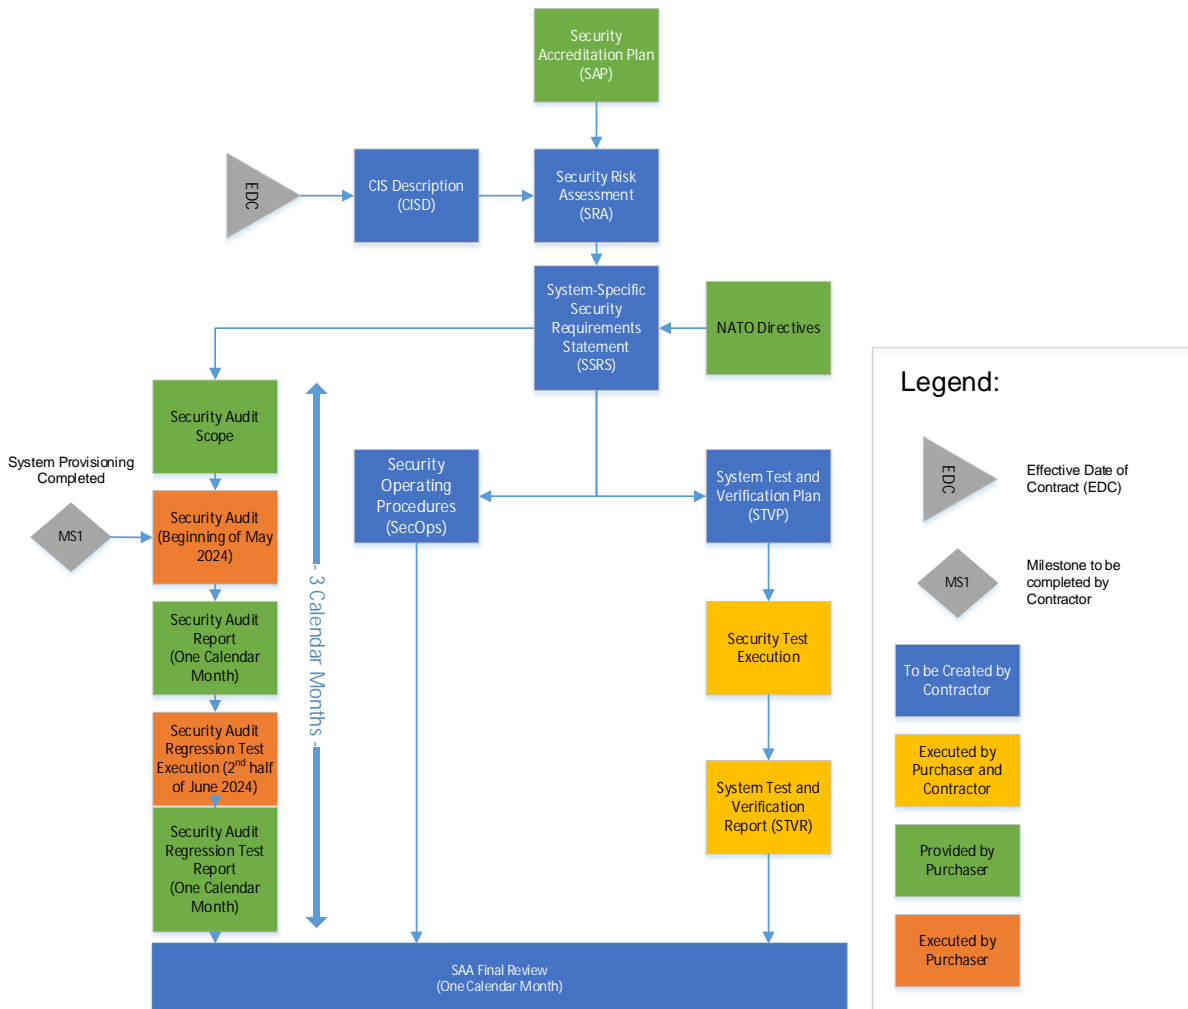 Security
Accreditation Plan
(SAP)
EDC
CIS Description
(CISD)
Security Risk
Assessment
(SRA)
System-Specific
Security
Requirements
Statement
(SSRS)
NATO Directives
Security Audit
Scope
System Provisioning
Completed
MS1
Security Audit
(Beginning of May
2024)
Security Audit
Report
(One Calendar
Month)
Security Audit
Regression Test
Execution (2nd half
of June 2024)
Security Audit
Regression Test
Report
(One Calendar
Month)
- 3 Calendar Months -
Security
Operating
Procedures
(SecOps)
System Test and
Verification Plan
(STVP)
Security Test
Execution
System Test and
Verification
Report (STVR)
SAA Final Review
(One Calendar Month)
Legend:
EDC
Effective Date of
Contract (EDC)
MS1
Milestone to be
completed by
Contractor
To be Created by
Contractor
Executed by
Purchaser and
Contractor
Provided by
Purchaser
Executed by
Purchaser